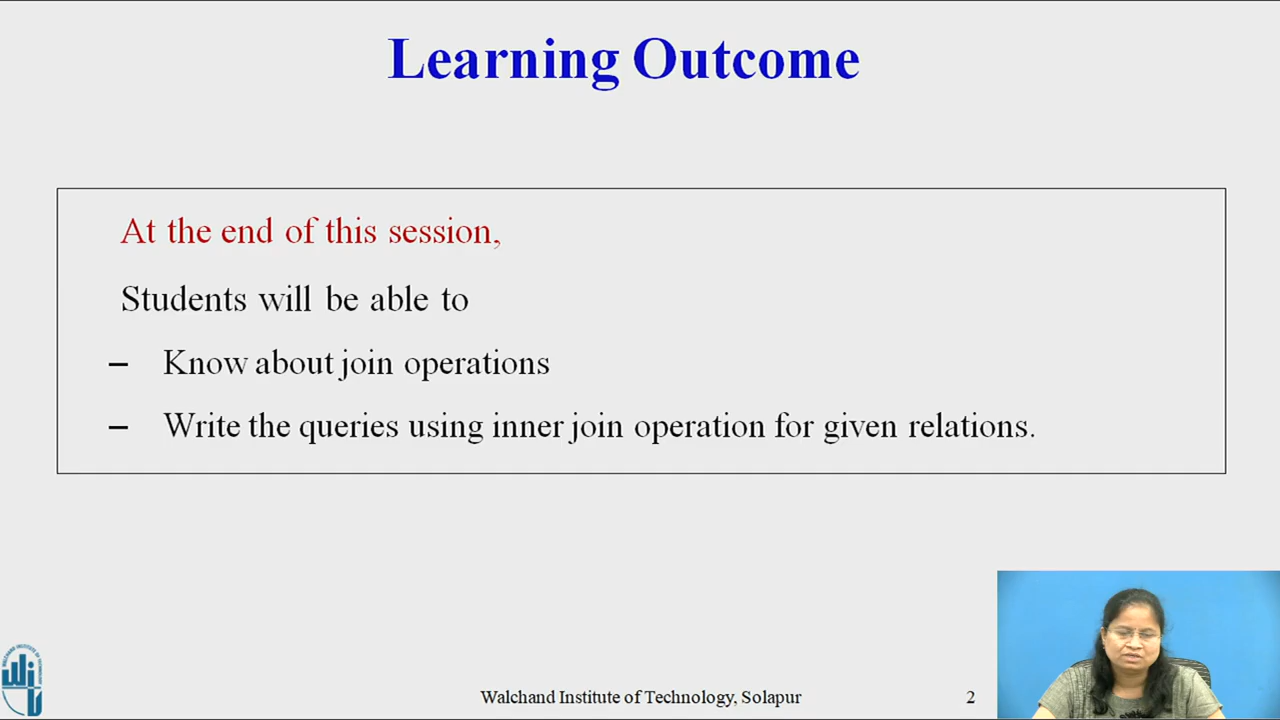 Learning Outcome
At the end of this session,
Students will be able to
– Know about join operations
– Write the queries using inner join operation for given relations.
Walchand Institute of Technology, Solapur
2